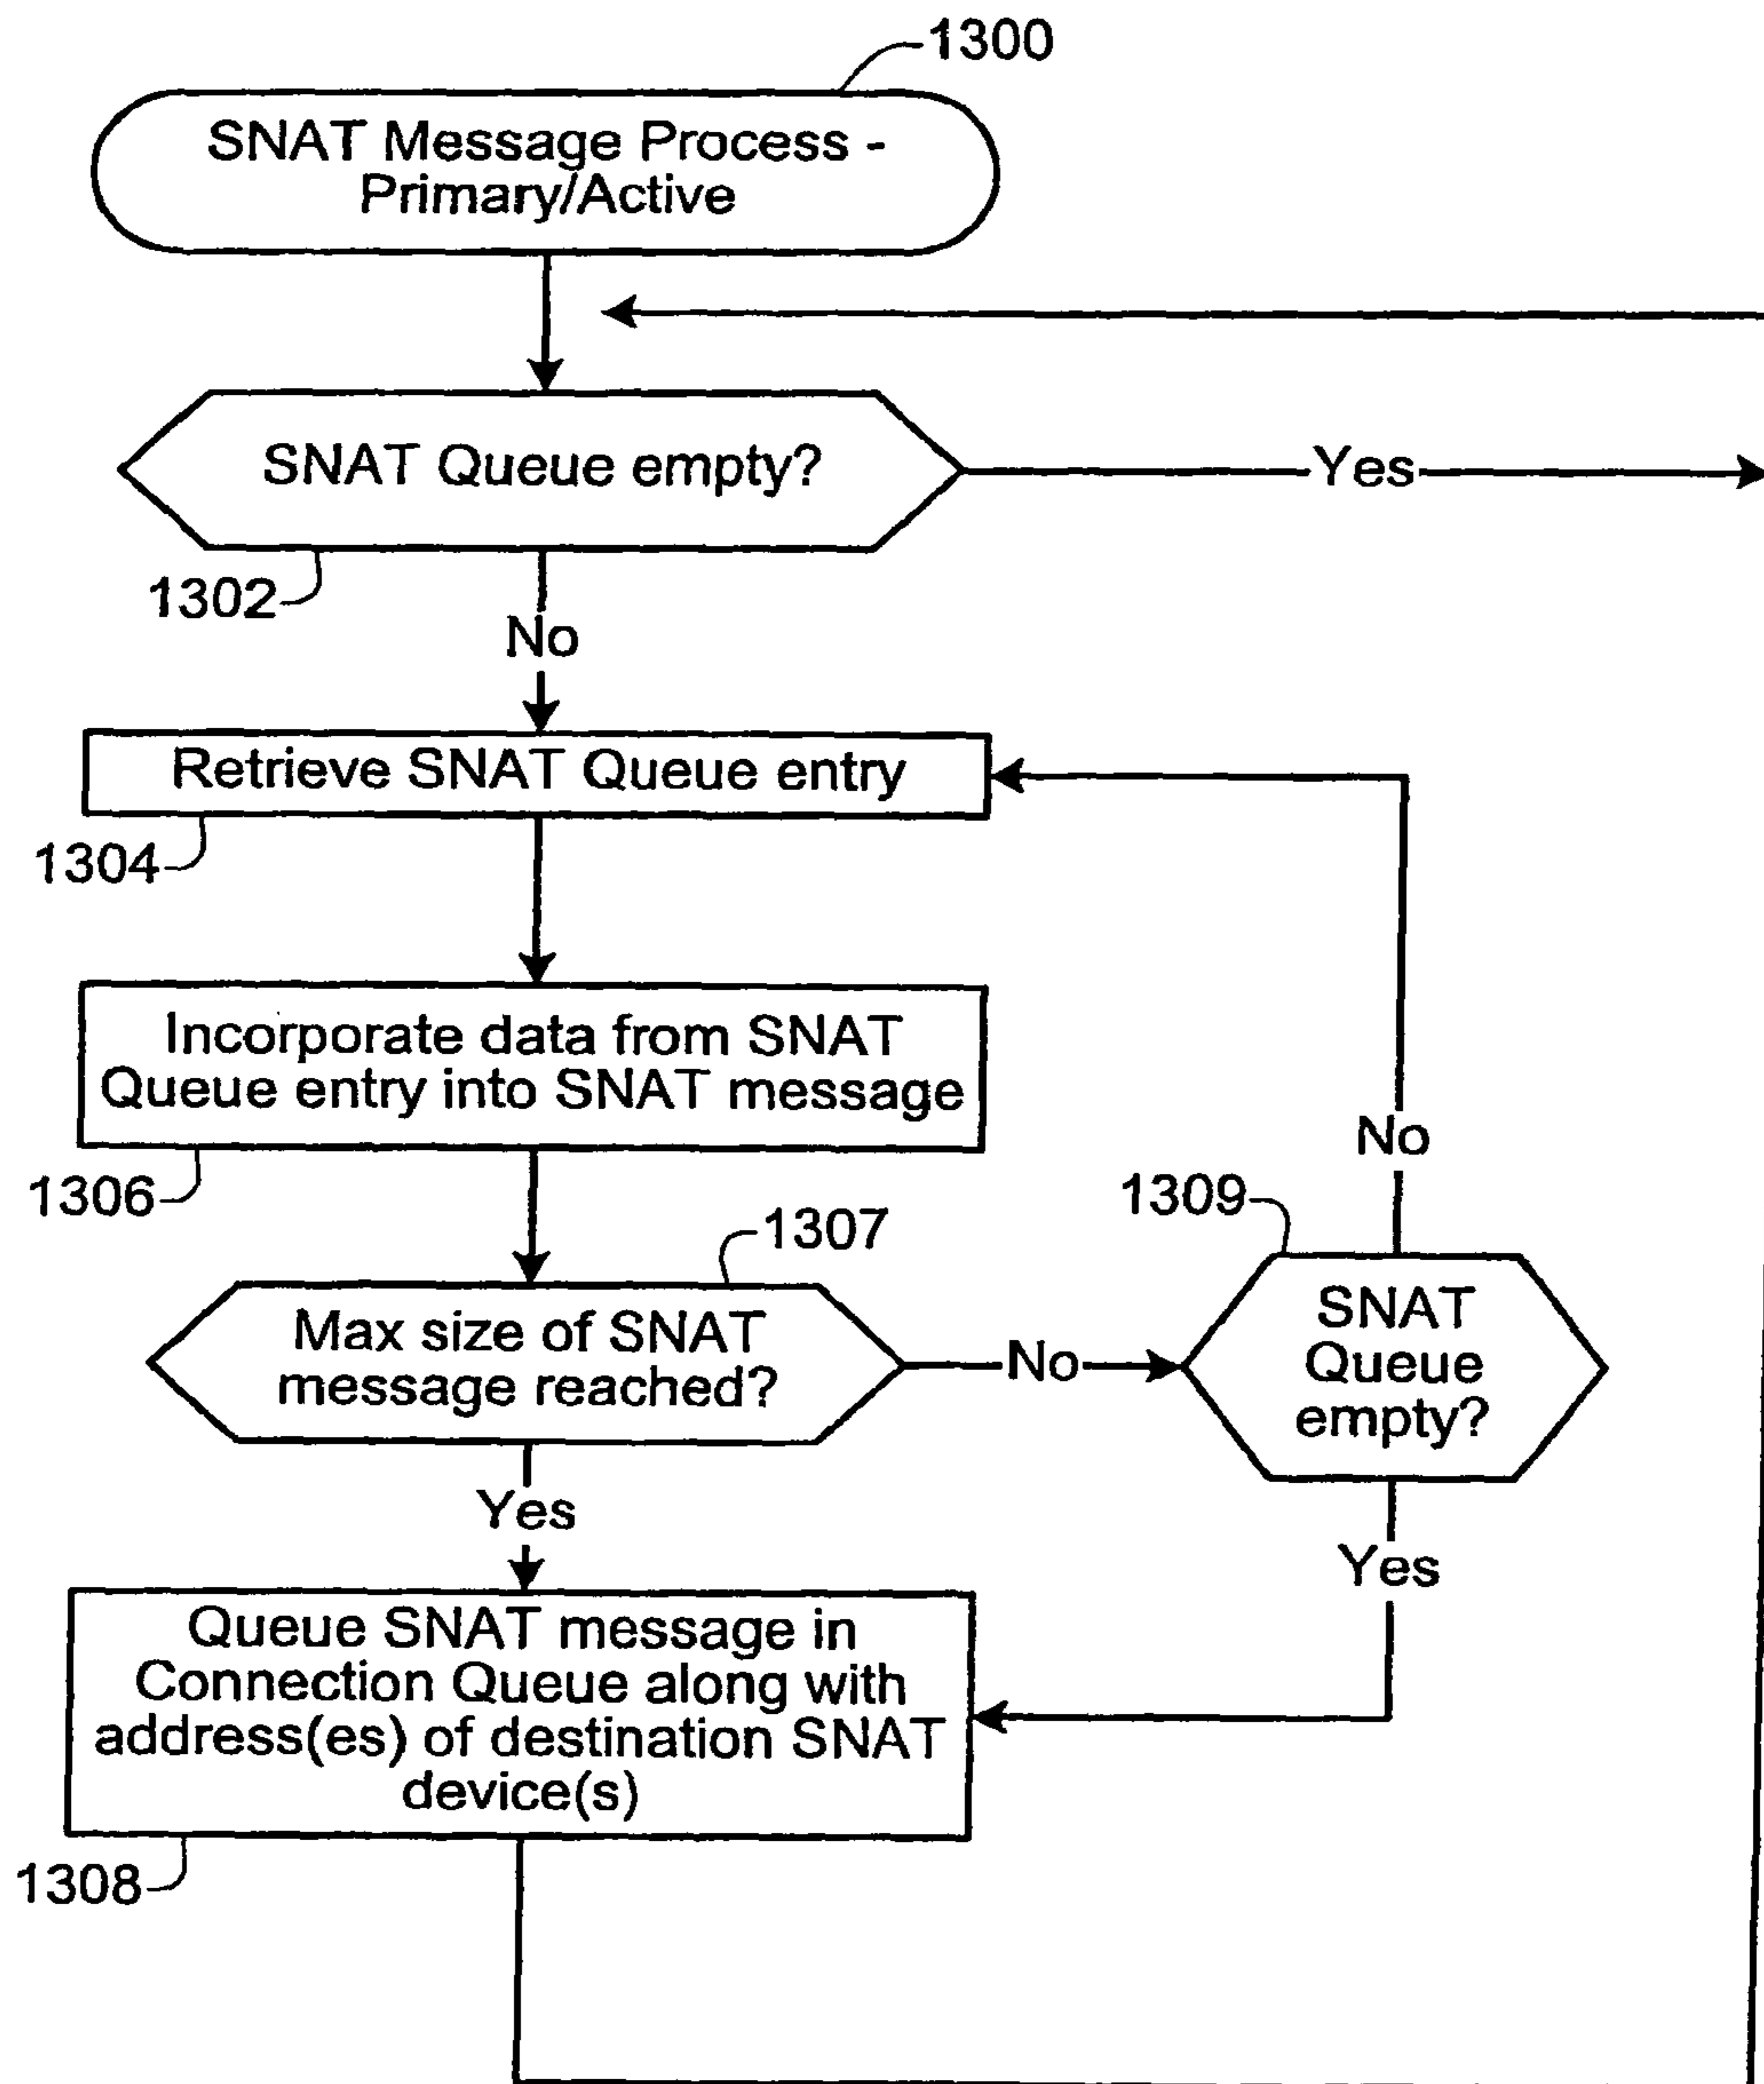 1300
SNAT Message Process -
Primary/Active
SNAT Queue empty?
Yes
1302
No
Retrieve SNAT Queue entry
1304
Incorporate data from SNAT
Queue entry into SNAT message
1306
No
1309
1307
Max size of SNAT
message reached?
No
SNAT
Queue
empty?
Yes
Yes
Queue SNAT message in
Connection Queue along with
address(es) of destination SNAT
device(s)
1308